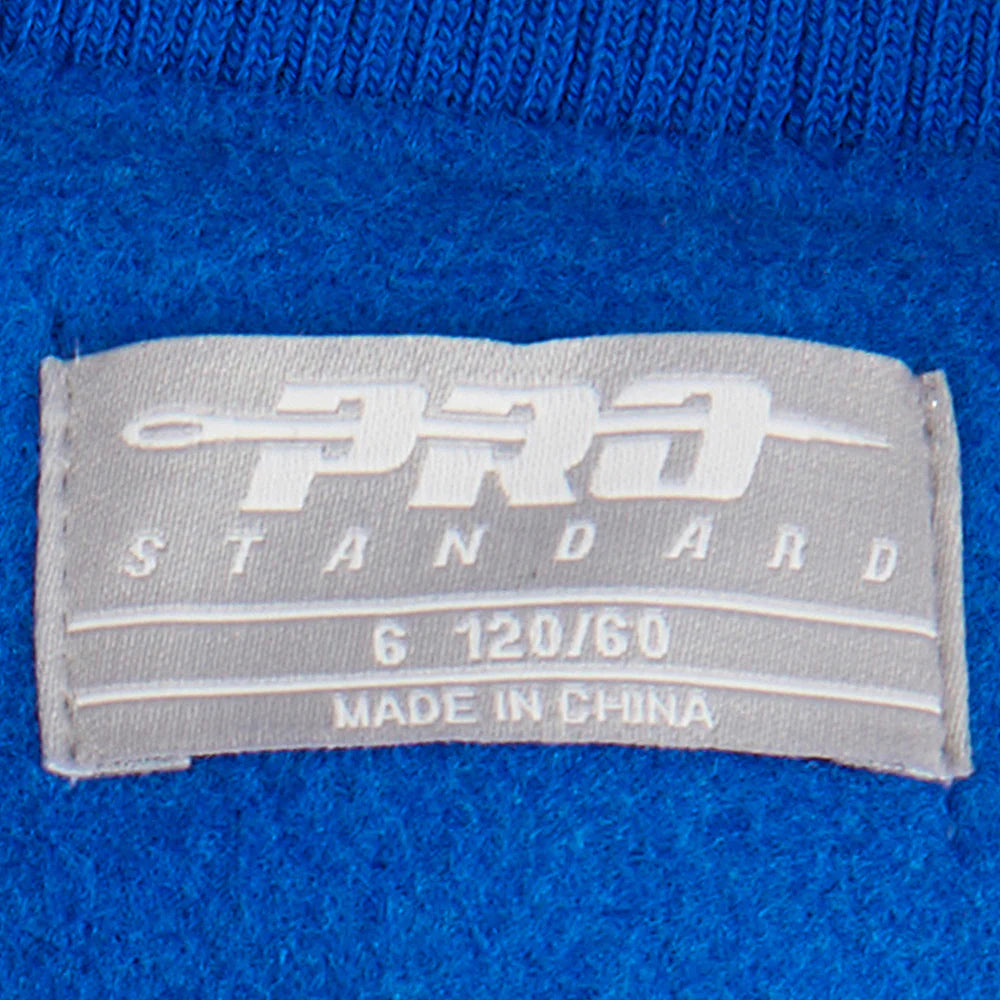 PRO
STANDARD
6 120/60
MADE IN CHINA